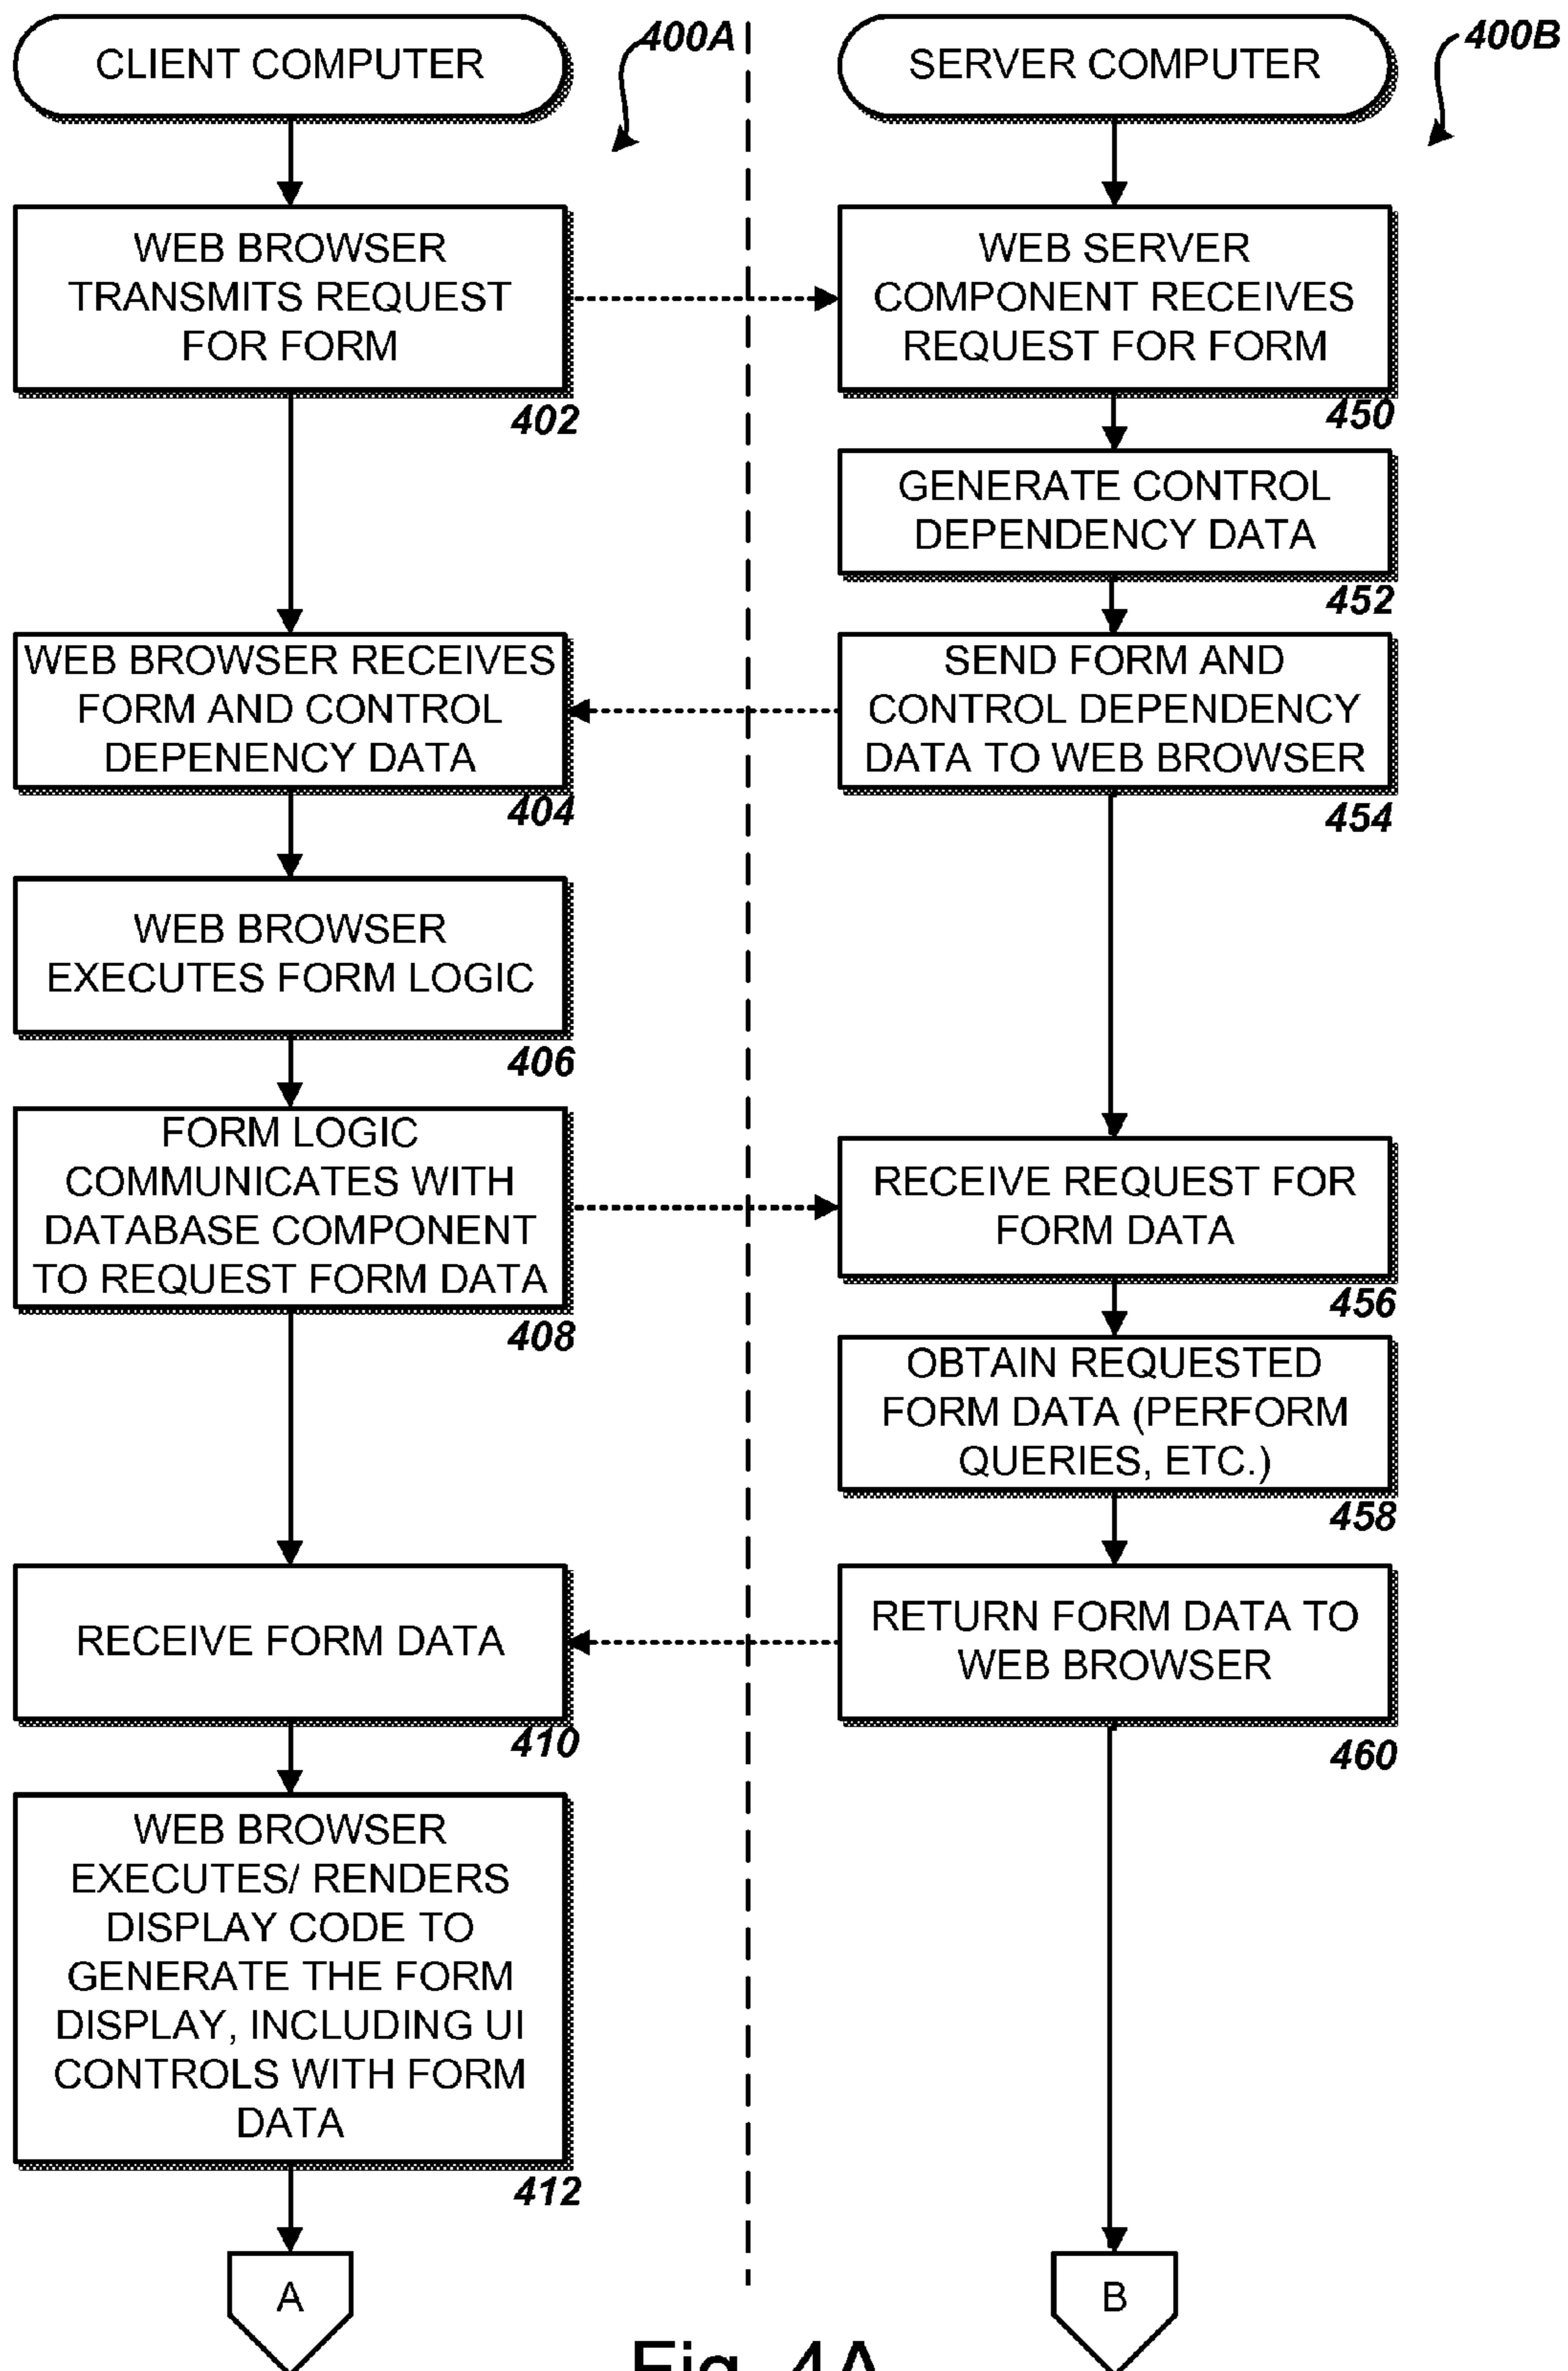 CLIENT COMPUTER
400A
SERVER COMPUTER
400B
WEB BROWSER
TRANSMITS REQUEST
FOR FORM
402
WEB SERVER
COMPONENT RECEIVES
REQUEST FOR FORM
450
GENERATE CONTROL
DEPENDENCY DATA
452
WEB BROWSER RECEIVES
FORM AND CONTROL
DEPENENCY DATA
404
SEND FORM AND
CONTROL DEPENDENCY
DATA TO WEB BROWSER
454
WEB BROWSER
EXECUTES FORM LOGIC
406
FORM LOGIC
COMMUNICATES WITH
DATABASE COMPONENT
TO REQUEST FORM DATA
408
RECEIVE REQUEST FOR
FORM DATA
456
OBTAIN REQUESTED
FORM DATA (PERFORM
QUERIES, ETC.)
458
RECEIVE FORM DATA
410
RETURN FORM DATA TO
WEB BROWSER
460
WEB BROWSER
EXECUTES/ RENDERS
DISPLAY CODE TO
GENERATE THE FORM
DISPLAY, INCLUDING UI
CONTROLS WITH FORM
DATA
412
A
B
Fig. 4A